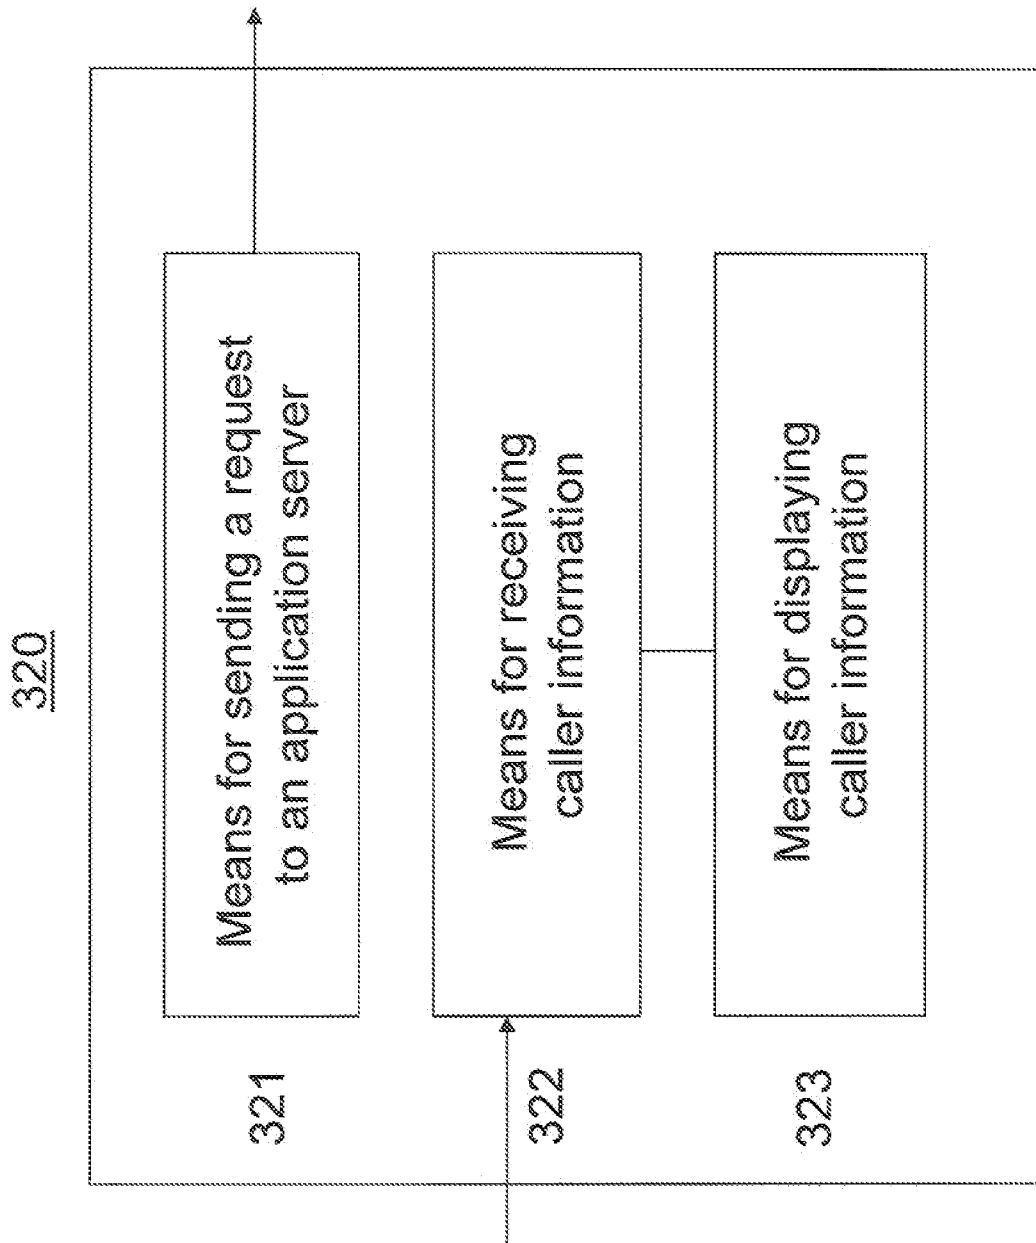 320
321
Means for sending a request
to an application server
322
Means for receiving
caller information
323
Means for displaying
caller information